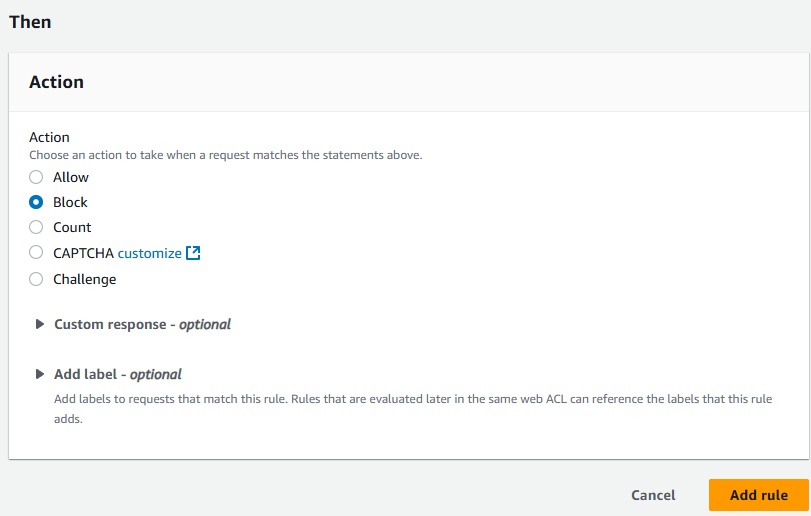 Then
Action
Action
Choose an action to take when a request matches the statements above.
Allow
Block
Count
CAPTCHA customize
Challenge
Custom response - optional
Add label - optional
Add labels to requests that match this rule. Rules that are evaluated later in the same web ACL can reference the labels that this rule
adds.
Cancel
Add rule